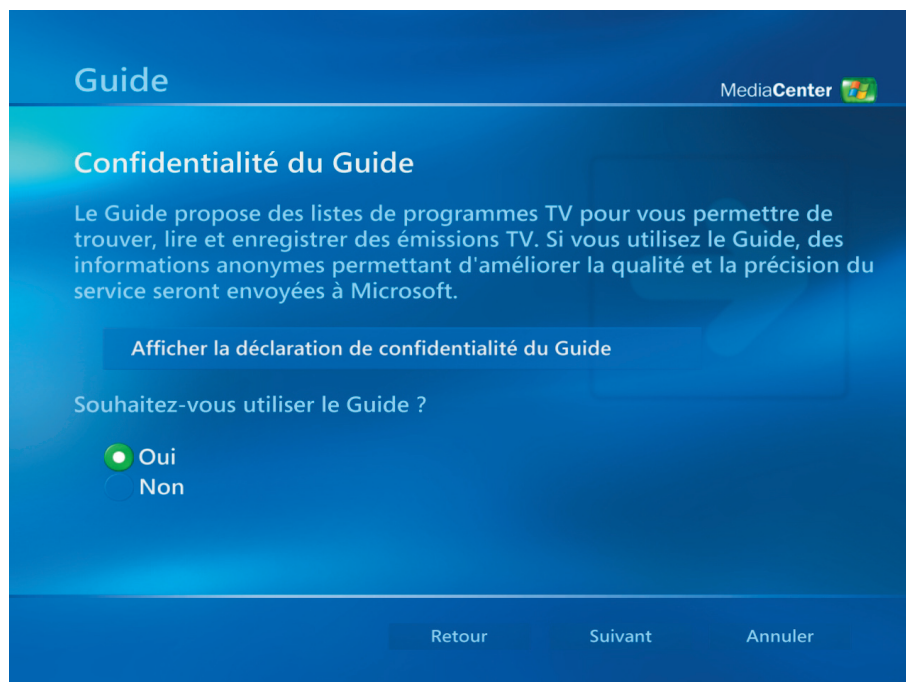 Guide
MediaCenter
Confidentialité du Guide
Le Guide propose des listes de programmes TV pour vous permettre de
trouver, lire et enregistrer des émissions TV. Si vous utilisez le Guide, des
informations anonymes permettant d'améliorer la qualité et la précision du
service seront envoyées à Microsoft.
Afficher la déclaration de confidentialité du Guide
Souhaitez-vous utiliser le Guide ?
Oui
Non
Retour Suivant Annuler